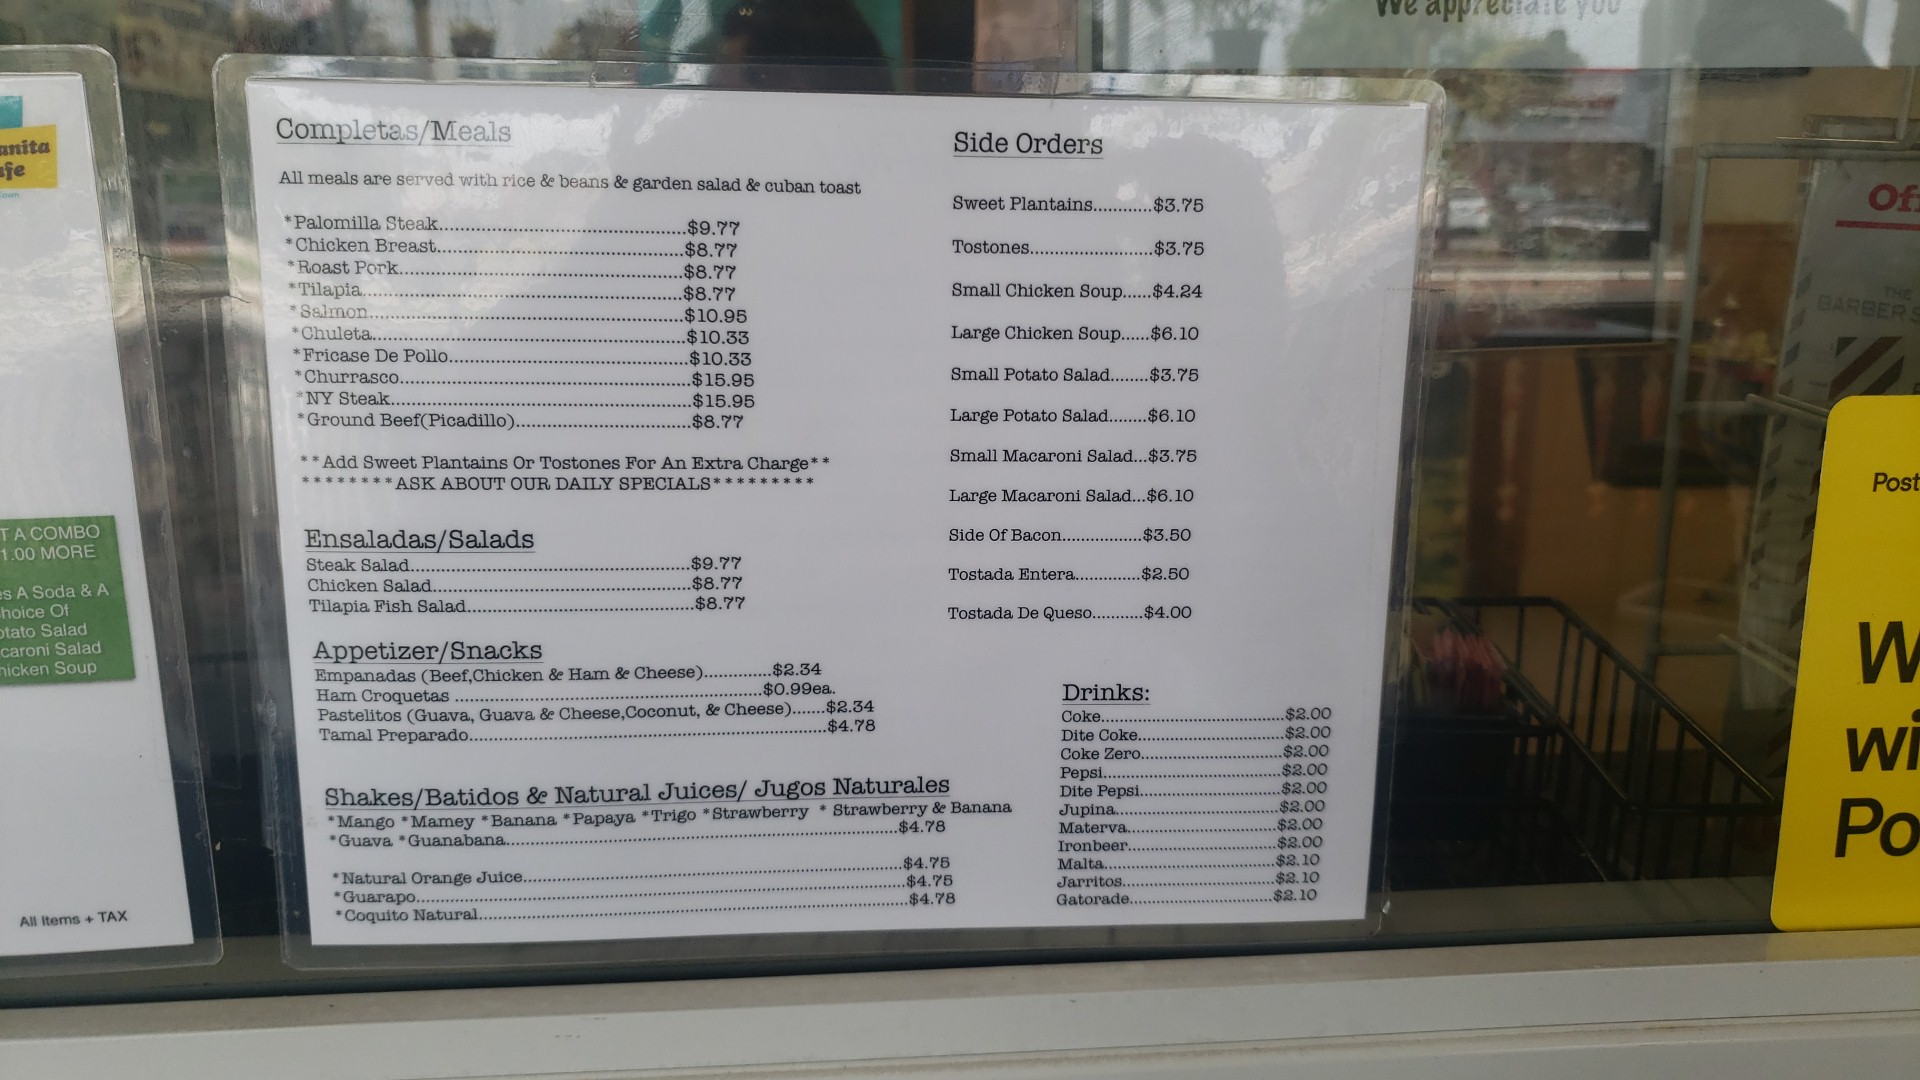 We appreciate you
Completas/Meals
All meals are served with rice & beans & garden salad & cuban toast
*Palomilla Steak..........$9.77
*Chicken Breast..........$8.77
*Roast Pork..........$8.77
*Tilapia..........$8.77
*Salmon..........$10.95
*Chuleta..........$10.33
*Fricase De Pollo..........$10.33
*Churrasco..........$15.95
*NY Steak..........$15.95
*Ground Beef(Picadillo)..........$8.77
**Add Sweet Plantains Or Tostones For An Extra Charge**
********ASK ABOUT OUR DAILY SPECIALS*********
Ensaladas/Salads
Steak Salad..........$9.77
Chicken Salad..........$8.77
Tilapia Fish Salad..........$8.77
Appetizer/Snacks
Empanadas (Beef,Chicken & Ham & Cheese)..........$2.34
Ham Croquetas ..........$0.99ea.
Pastelitos (Guava, Guava & Cheese,Coconut, & Cheese).......$2.34
Tamal Preparado..........$4.78
Shakes/Batidos & Natural Juices/ Jugos Naturales
*Mango *Mamey *Banana *Papaya *Trigo *Strawberry * Strawberry & Banana
*Guava *Guanabana..........$4.78
*Natural Orange Juice..........$4.75
*Guarapo..........$4.75
*Coquito Natural..........$4.78
Side Orders
Sweet Plantains............$3.75
Tostones..........$3.75
Small Chicken Soup......$4.24
Large Chicken Soup......$6.10
Small Potato Salad........$3.75
Large Potato Salad........$6.10
Small Macaroni Salad...$3.75
Large Macaroni Salad...$6.10
Side Of Bacon..........$3.50
Tostada Entera.............$2.50
Tostada De Queso...........$4.00
Drinks:
Coke..........$2.00
Dite Coke..........$2.00
Coke Zero..........$2.00
Pepsi..........$2.00
Dite Pepsi..........$2.00
Jupina..........$2.00
Materva..........$2.00
Ironbeer..........$2.00
Malta..........$2.10
Jarritos..........$2.10
Gatorade..........$2.10
anita
afe
T A COMBO
1.00 MORE
es A Soda & A
hoice Of
otato Salad
caroni Salad
hicken Soup
All Items + TAX
Of
THE
BARBER S
Post
W
wi
Po